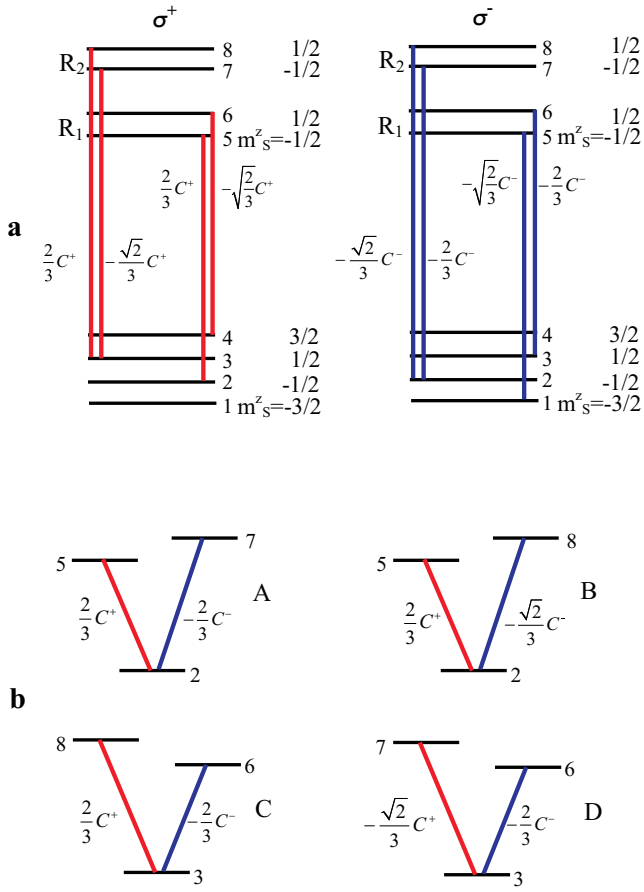 σ⁺ σ⁻
8 1/2 8 1/2
R₂ 7 -1/2 R₂ 7 -1/2
6 1/2 6 1/2
R₁ 5 mᶻₛ=-1/2 R₁ 5 mᶻₛ=-1/2
2/3 C⁺ -√(2/3) C⁺ -√(2/3) C⁻ -2/3 C⁻
a
2/3 C⁺ -√2/3 C⁺ -√2/3 C⁻ -2/3 C⁻
4 3/2 4 3/2
3 1/2 3 1/2
2 -1/2 2 -1/2
1 mᶻₛ=-3/2 1 mᶻₛ=-3/2
7 8
5 5
A B
2/3 C⁺ -2/3 C⁻ 2/3 C⁺ -√2/3 C⁻
2 2
b
8 7
6 6
2/3 C⁺ -2/3 C⁻ C -√2/3 C⁺ -2/3 C⁻ D
3 3